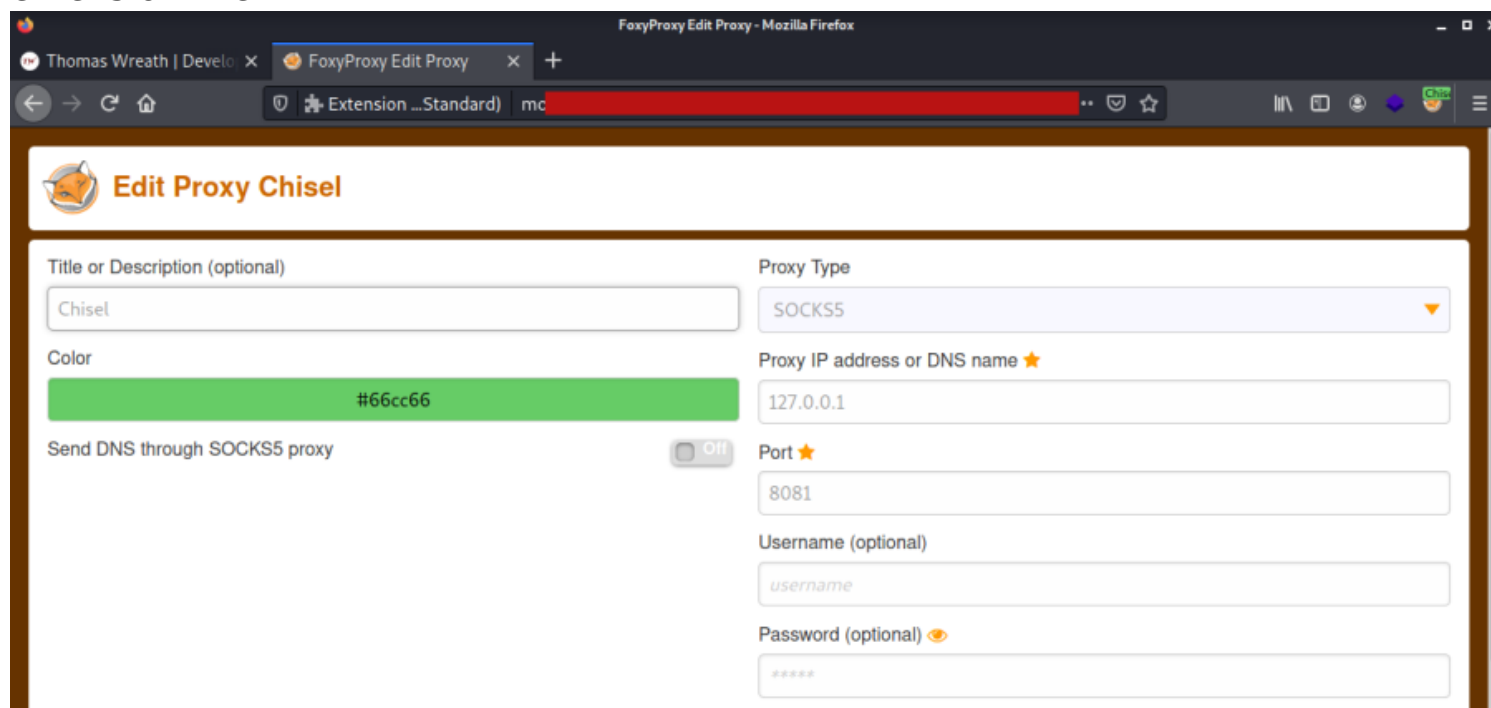 FoxyProxy Edit Proxy - Mozilla Firefox
Thomas Wreath | Develo
FoxyProxy Edit Proxy
Extension ...Standard) mo
Chis
Edit Proxy Chisel
Title or Description (optional)
Chisel
Color
#66cc66
Send DNS through SOCKS5 proxy
Off
Proxy Type
SOCKS5
Proxy IP address or DNS name
127.0.0.1
Port
8081
Username (optional)
username
Password (optional)
*****